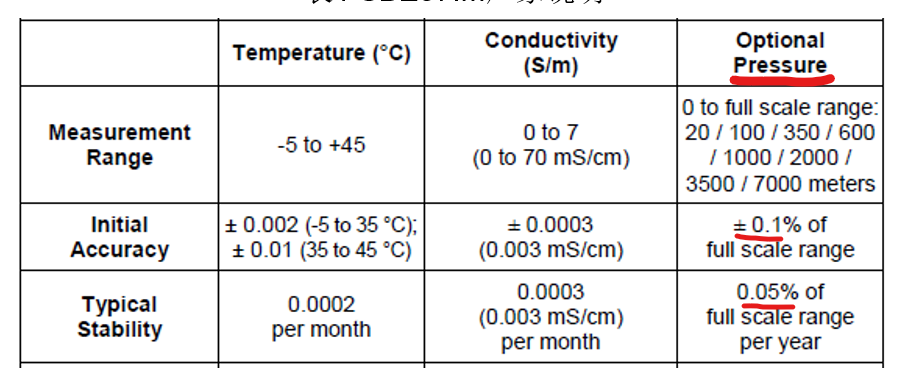 Temperature (°C)
Conductivity
(S/m)
Optional
Pressure
Measurement
Range
-5 to +45
0 to 7
(0 to 70 mS/cm)
0 to full scale range:
20 / 100 / 350 / 600
/ 1000 / 2000 /
3500 / 7000 meters
Initial
Accuracy
± 0.002 (-5 to 35 °C);
± 0.01 (35 to 45 °C)
± 0.0003
(0.003 mS/cm)
± 0.1% of
full scale range
Typical
Stability
0.0002
per month
0.0003
(0.003 mS/cm)
per month
0.05% of
full scale range
per year